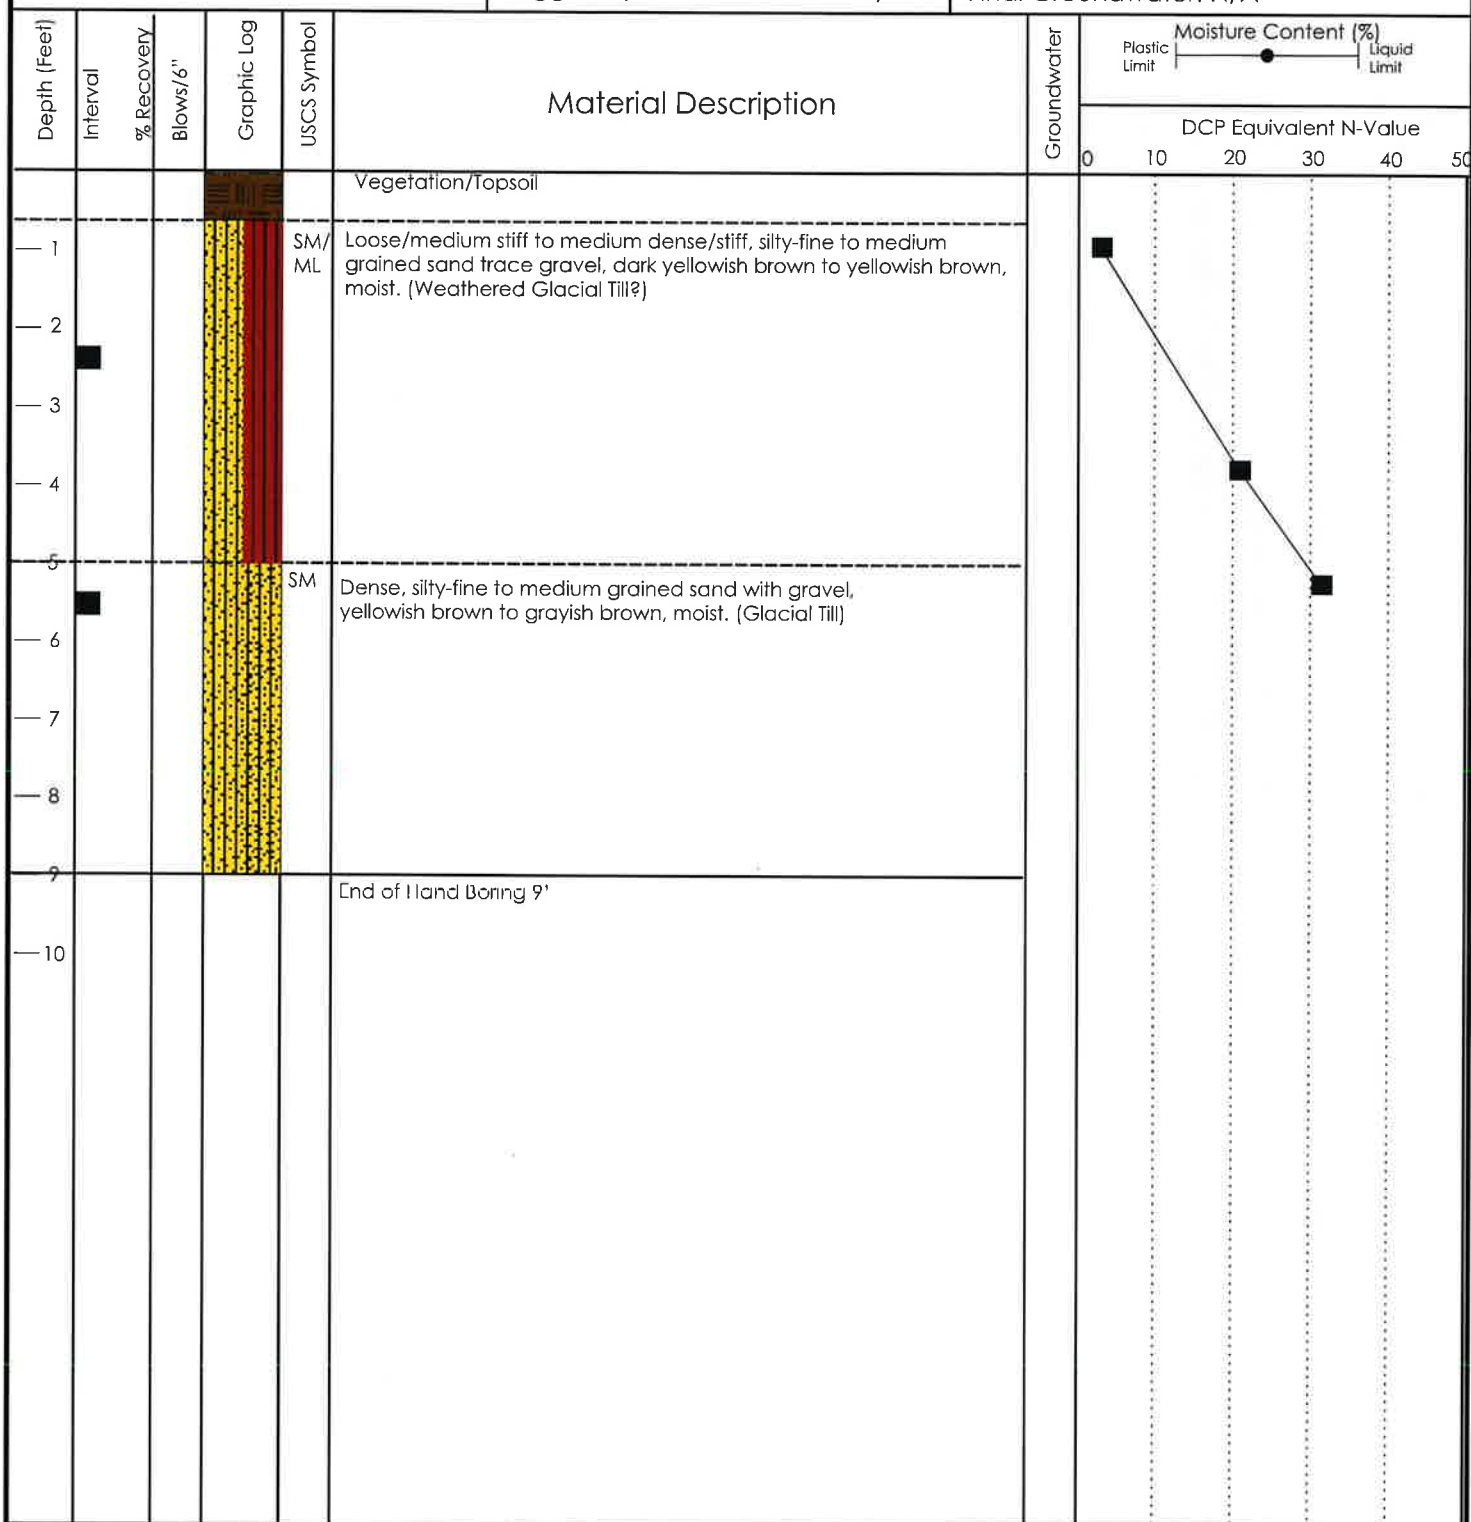 Depth (Feet)
Interval
% Recovery
Blows/6"
Graphic Log
USCS Symbol
Material Description
Groundwater
Moisture Content (%)
Plastic
Limit
Liquid
Limit
DCP Equivalent N-Value
0 10 20 30 40 50
Vegetation/Topsoil
1
SM/
ML
Loose/medium stiff to medium dense/stiff, silty-fine to medium
grained sand trace gravel, dark yellowish brown to yellowish brown,
moist. (Weathered Glacial Till?)
2
3
4
5
SM
Dense, silty-fine to medium grained sand with gravel,
yellowish brown to grayish brown, moist. (Glacial Till)
6
7
8
9
End of Hand Boring 9'
10